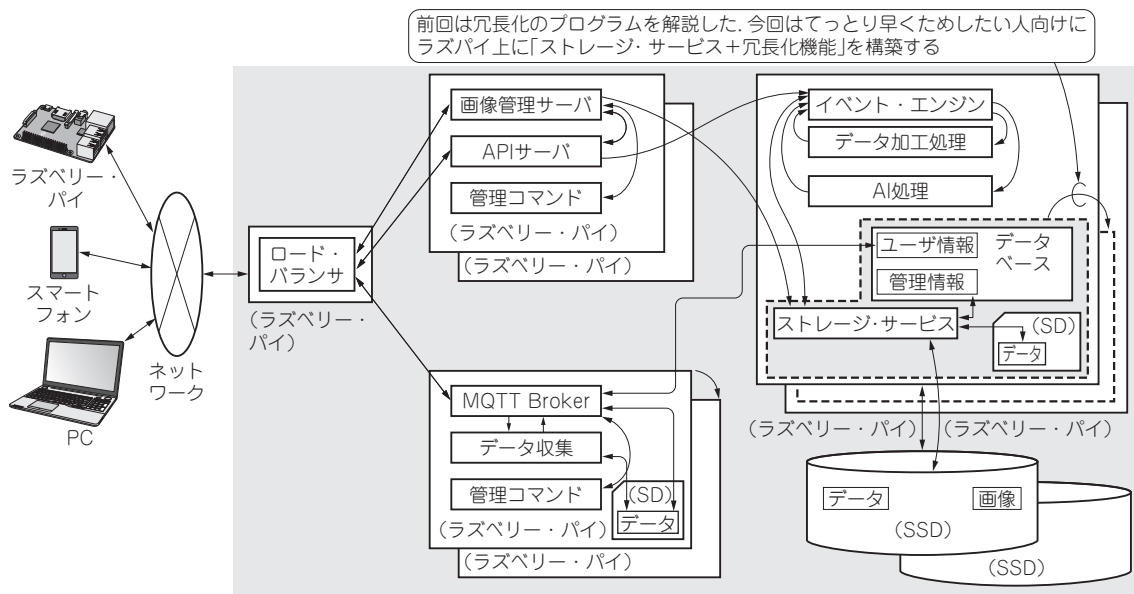 前回は冗長化のプログラムを解説した．今回はてっとり早くためしたい人向けに
ラズパイ上に「ストレージ・サービス＋冗長化機能」を構築する
ラズベリー・
パイ
スマート
フォン
PC
ネット
ワーク
ロード・
バランサ
（ラズベリー・
パイ）
画像管理サーバ
APIサーバ
管理コマンド
（ラズベリー・パイ）
（ラズベリー・パイ）
MQTT Broker
データ収集
管理コマンド
（SD）
データ
（ラズベリー・パイ）
（ラズベリー・パイ）
イベント・エンジン
データ加工処理
AI処理
ユーザ情報
管理情報
データ
ベース
ストレージ・サービス
（SD）
データ
（ラズベリー・パイ）
（ラズベリー・パイ）
データ
画像
（SSD）
（SSD）